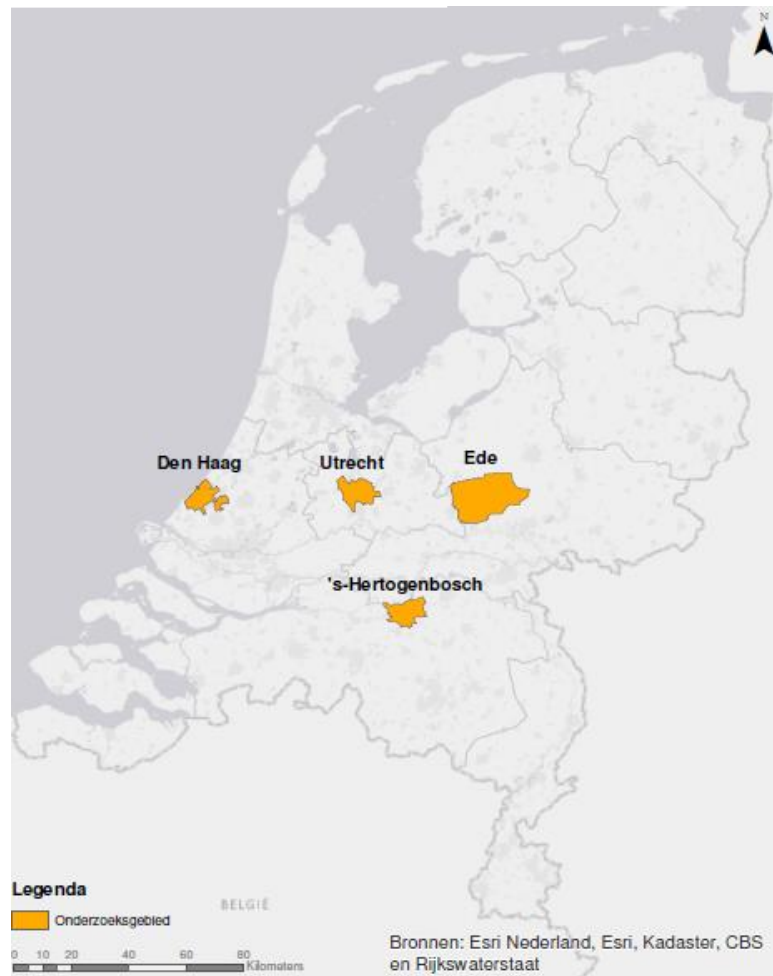 N
Den Haag
Utrecht
Ede
's-Hertogenbosch
Legenda
Onderzoeksgebied
BELGIË
0 10 20 40 60 80
Kilometers
Bronnen: Esri Nederland, Esri, Kadaster, CBS
en Rijkswaterstaat